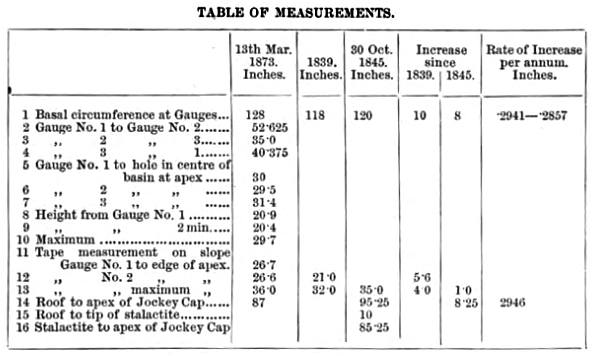 TABLE OF MEASUREMENTS.
13th Mar. 1873. Inches. 1839. Inches. 30 Oct. 1845. Inches. Increase since 1839. 1845. Rate of Increase per annum. Inches.
1 Basal circumference at Gauges... 128 118 120 10 8 ·2941—·2857
2 Gauge No. 1 to Gauge No. 2....... 52·625
3 ,, 2 ,, 3....... 35·0
4 ,, 3 ,, 1....... 40·375
5 Gauge No. 1 to hole in centre of
basin at apex ...... 30
6 ,, 2 ,, ,, ...... 29·5
7 ,, 3 ,, ,, ...... 31·4
8 Height from Gauge No. 1 .......... 20·9
9 ,, ,, 2 min..... 20·4
10 Maximum .............................. 29·7
11 Tape measurement on slope
Gauge No. 1 to edge of apex. 26·7
12 ,, No. 2 ,, ,, 26·6 21·0 5·6
13 ,, ,, maximum ,, 36·0 32·0 35·0 4·0 1·0
14 Roof to apex of Jockey Cap...... 87 95·25 8·25 ·2946
15 Roof to tip of stalactite............ 10
16 Stalactite to apex of Jockey Cap 85·25